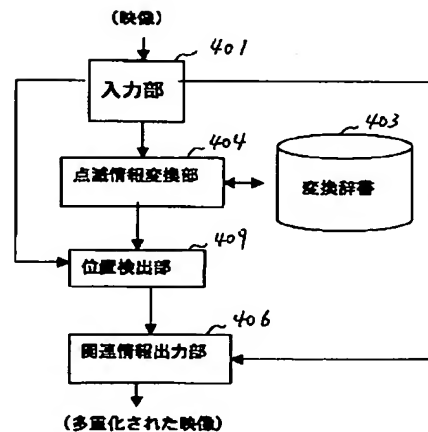 (映像)
401
入力部
404
403
点滅情報変換部
変換辞書
409
位置検出部
406
関連情報出力部
(多重化された映像)